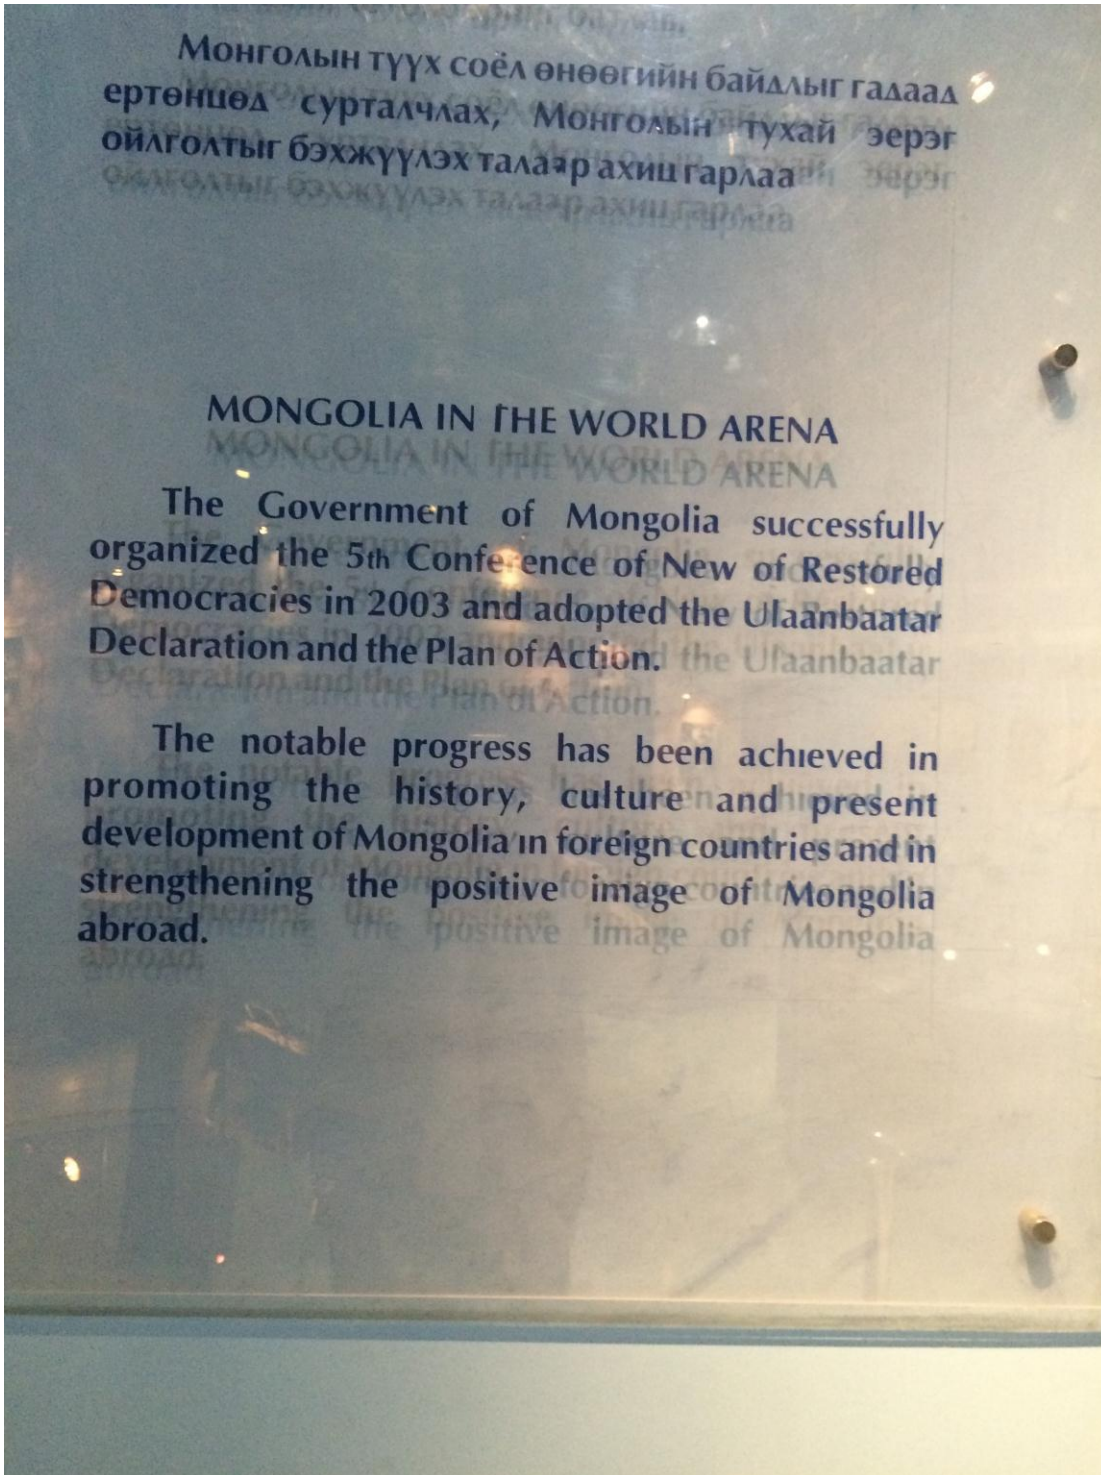 Монголын түүх соёл өнөөгийн байдлыг гадаад
ертөнцөд сурталчлах, Монголын тухай эерэг
ойлголтыг бэхжүүлэх талаар ахиц гарлаа
MONGOLIA IN THE WORLD ARENA
The Government of Mongolia successfully
organized the 5th Conference of New of Restored
Democracies in 2003 and adopted the Ulaanbaatar
Declaration and the Plan of Action.
The notable progress has been achieved in
promoting the history, culture and present
development of Mongolia in foreign countries and in
strengthening the positive image of Mongolia
abroad.